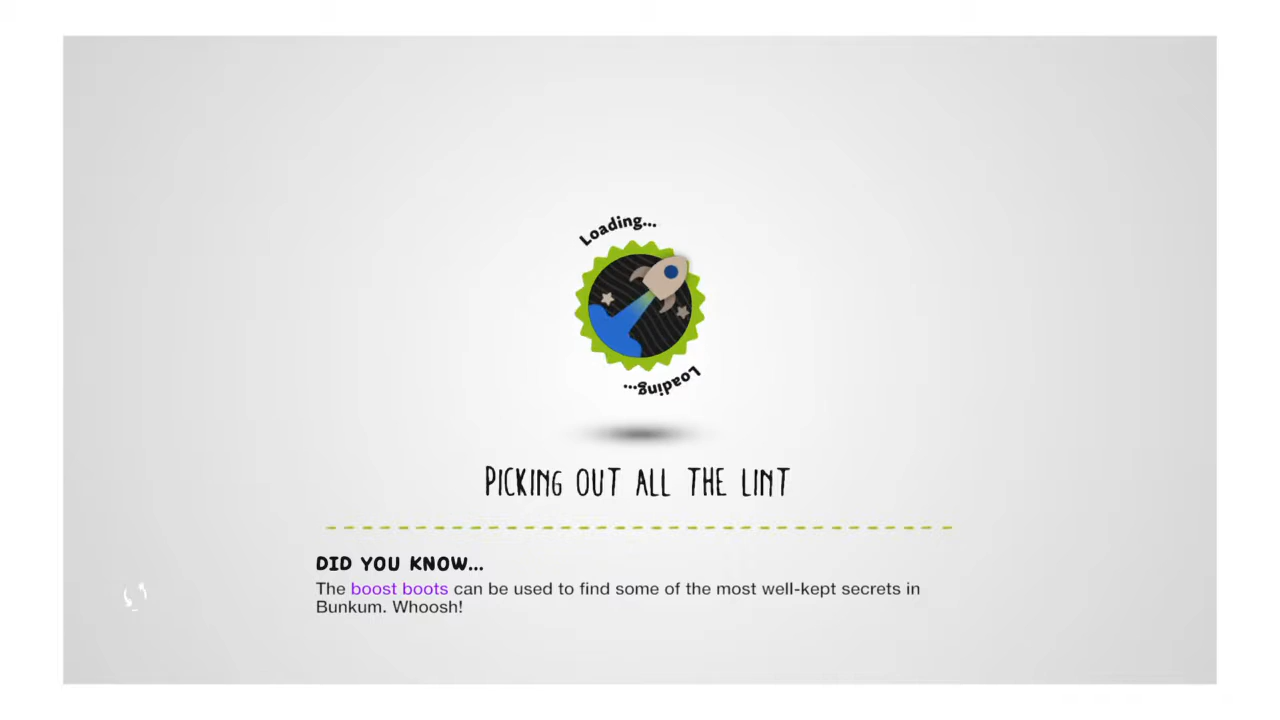 Loading...
Loading...
PICKING OUT ALL THE LINT
DID YOU KNOW...
The boost boots can be used to find some of the most well-kept secrets in
Bunkum. Whoosh!